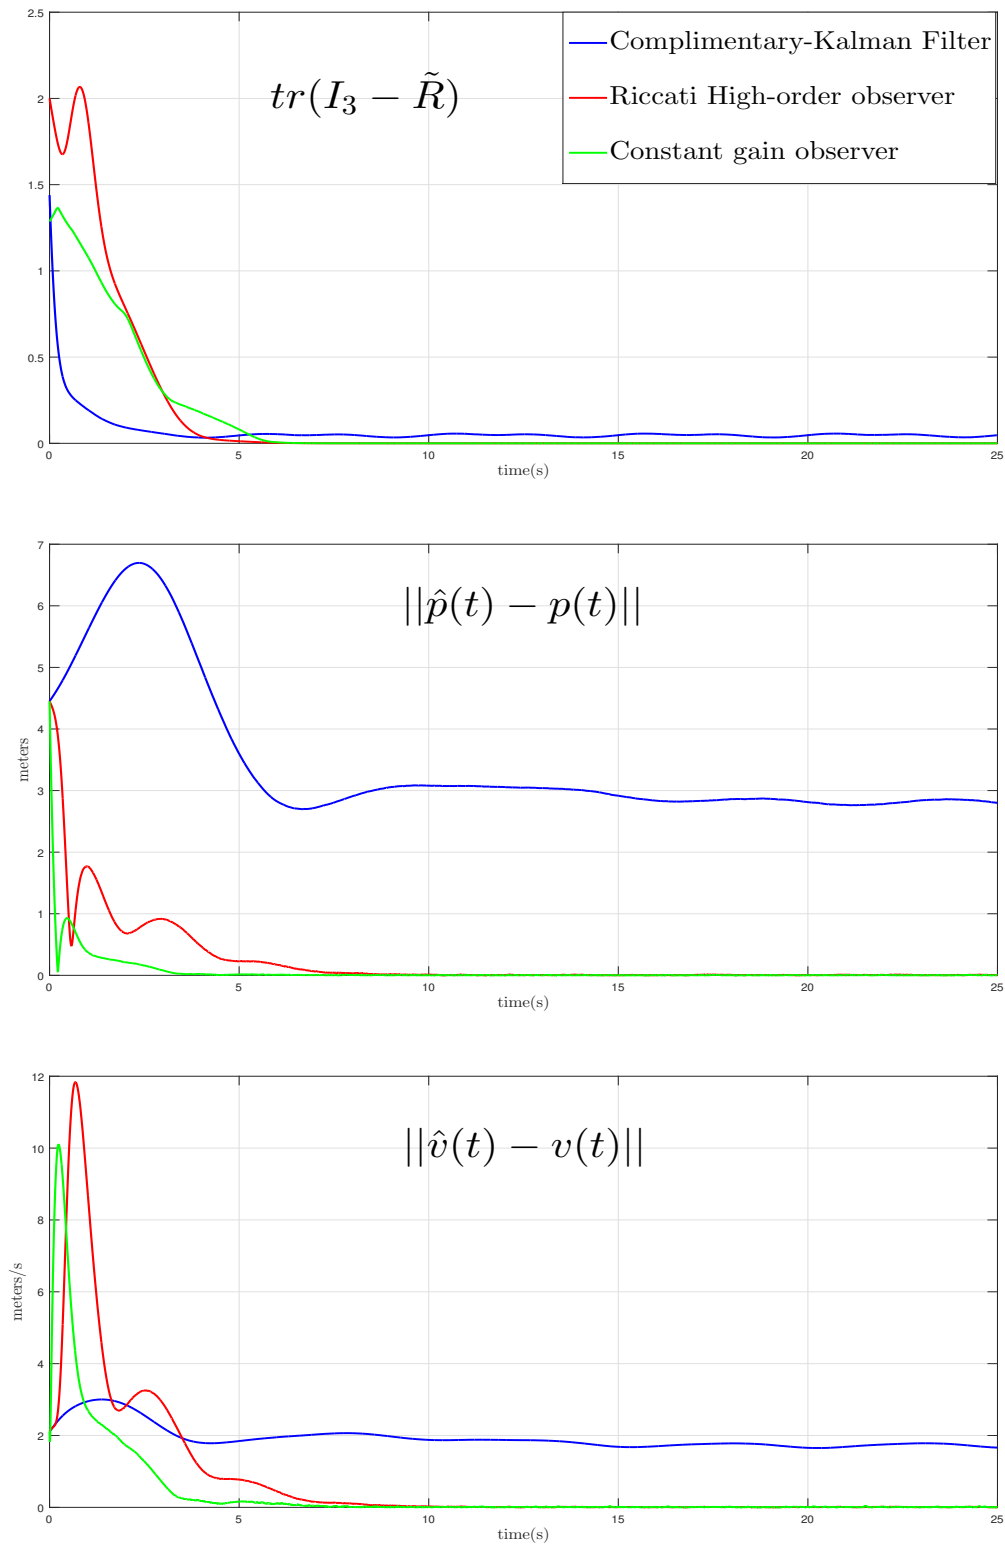 2.5
2
1.5
1
0.5
0
tr(I₃ − R̃)
Complimentary-Kalman Filter
Riccati High-order observer
Constant gain observer
0 5 10 15 20 25
time(s)
7
6
5
4
3
2
1
0
meters
||p̂(t) − p(t)||
0 5 10 15 20 25
time(s)
12
10
8
6
4
2
0
meters/s
||v̂(t) − v(t)||
0 5 10 15 20 25
time(s)